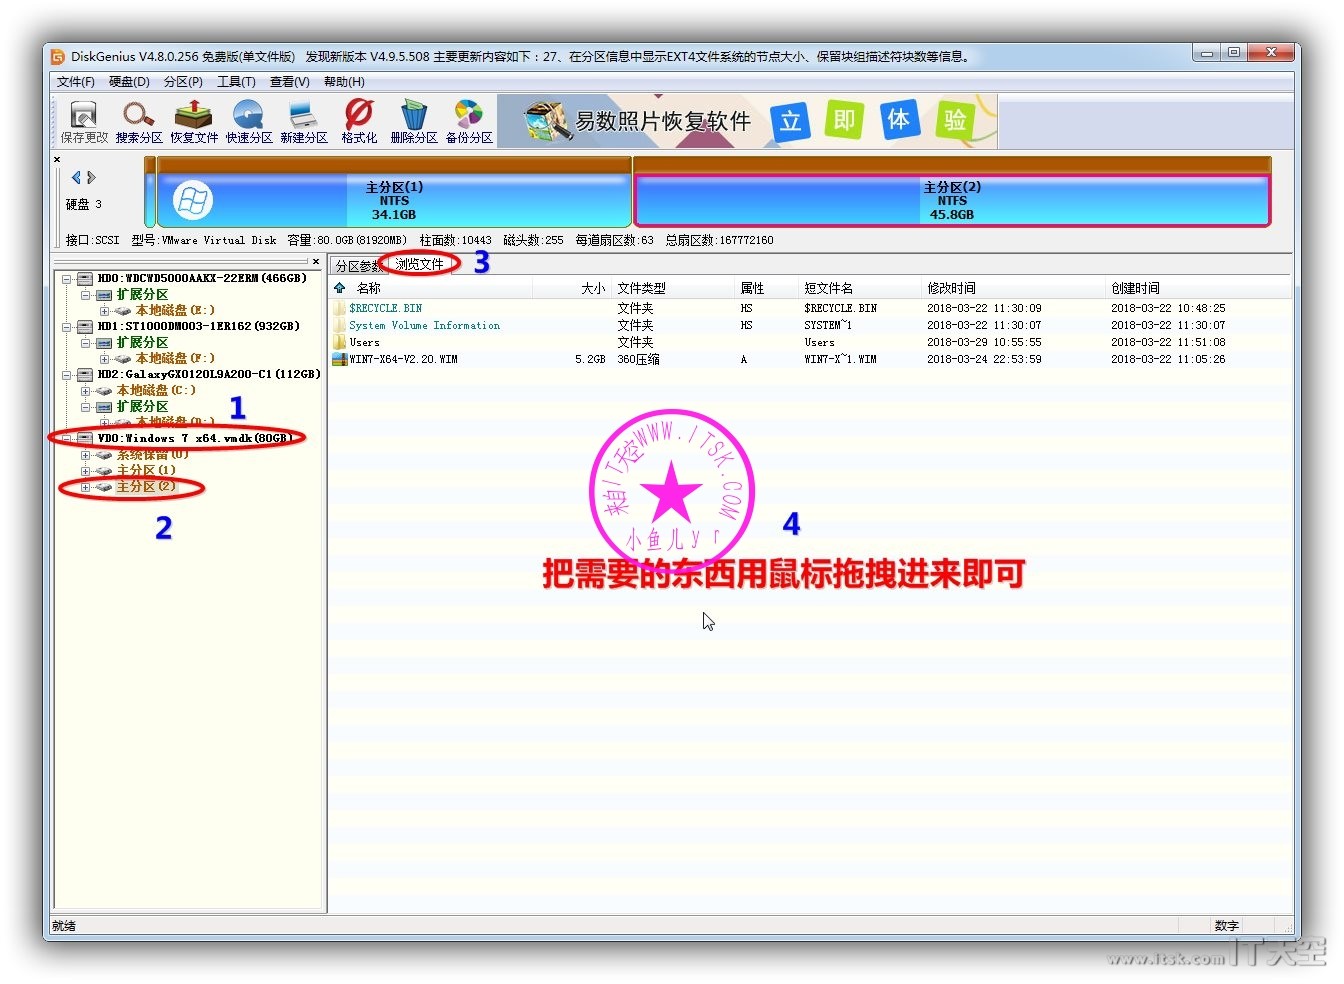 DiskGenius V4.8.0.256 免费版(单文件版) 发现新版本 V4.9.5.508 主要更新内容如下：27、在分区信息中显示EXT4文件系统的节点大小、保留块组描述符块数等信息。
文件(F) 硬盘(D) 分区(P) 工具(T) 查看(V) 帮助(H)
保存更改 搜索分区 恢复文件 快速分区 新建分区 格式化 删除分区 备份分区
易数照片恢复软件 立 即 体 验
硬盘 3
主分区(1)
NTFS
34.1GB
主分区(2)
NTFS
45.8GB
接口:SCSI 型号:VMware Virtual Disk 容量:80.0GB(81920MB) 柱面数:10443 磁头数:255 每道扇区数:63 总扇区数:167772160
HD0:WDCWD5000AAKX-22ERM(466GB)
扩展分区
本地磁盘(E:)
HD1:ST1000DM003-1ER162(932GB)
扩展分区
本地磁盘(F:)
HD2:GalaxyGX0120L9A200-C1(112GB)
本地磁盘(C:)
扩展分区
本地磁盘(D:)
1
VD0:Windows 7 x64.vmdk(80GB)
系统保留(0)
主分区(1)
主分区(2)
2
分区参数 浏览文件 3
名称 大小 文件类型 属性 短文件名 修改时间 创建时间
$RECYCLE.BIN 文件夹 HS $RECYCLE.BIN 2018-03-22 11:30:09 2018-03-22 10:48:25
System Volume Information 文件夹 HS SYSTEM~1 2018-03-22 11:30:07 2018-03-22 11:30:07
Users 文件夹 Users 2018-03-29 10:55:55 2018-03-22 11:51:08
WIN7-X64-V2.20.WIM 5.2GB 360压缩 A WIN7-X~1.WIM 2018-03-24 22:53:59 2018-03-22 11:05:26
来自IT天空WWW.ITSK.COM
小鱼儿yr
4
把需要的东西用鼠标拖拽进来即可
就绪 数字
www.itsk.com IT天空